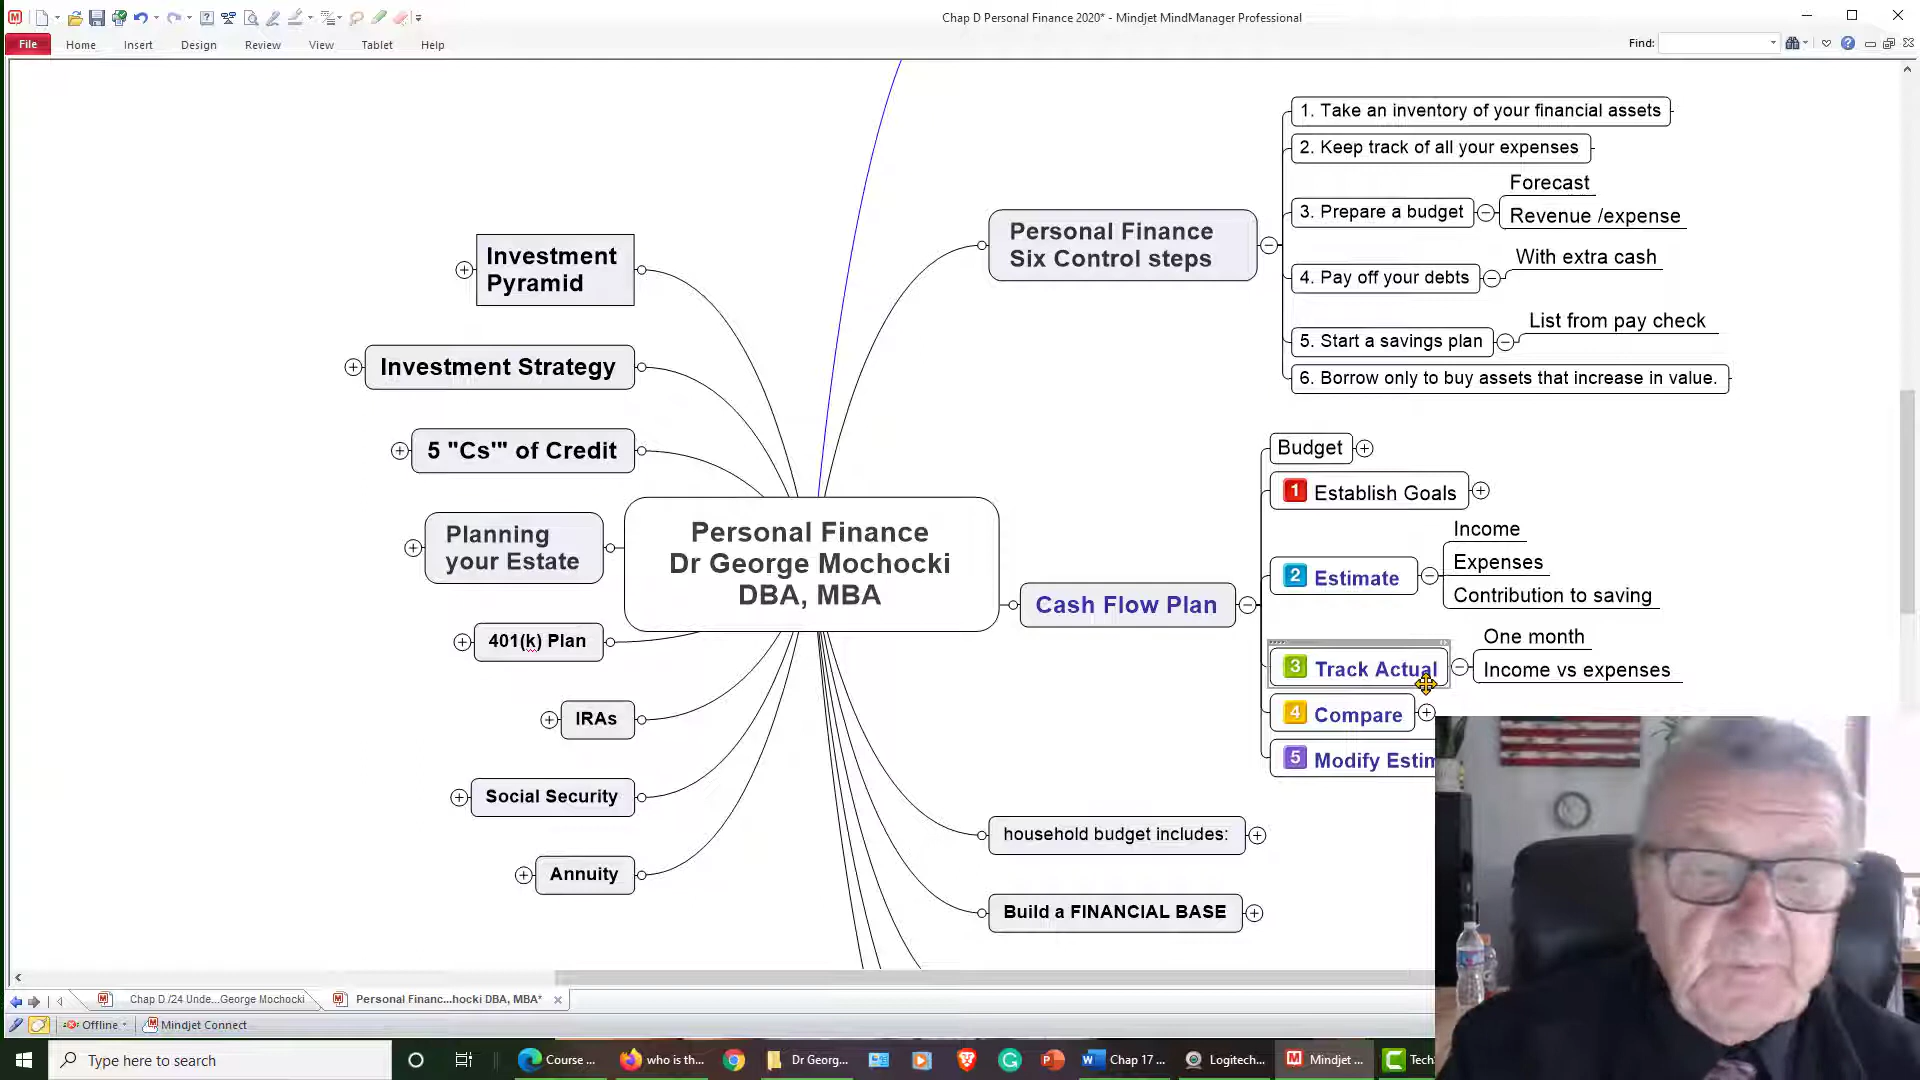 Chap D Personal Finance 2020* - Mindjet MindManager Professional
File Home Insert Design Review View Tablet Help
Find:
1. Take an inventory of your financial assets
2. Keep track of all your expenses
Forecast
3. Prepare a budget
Revenue /expense
Personal Finance
Six Control steps
With extra cash
4. Pay off your debts
List from pay check
5. Start a savings plan
6. Borrow only to buy assets that increase in value.
Investment
Pyramid
Investment Strategy
5 "Cs'" of Credit
Planning
your Estate
401(k) Plan
IRAs
Social Security
Annuity
Personal Finance
Dr George Mochocki
DBA, MBA
Cash Flow Plan
Budget
1 Establish Goals
Income
Expenses
2 Estimate
Contribution to saving
One month
3 Track Actual
Income vs expenses
4 Compare
5 Modify Estim
household budget includes:
Build a FINANCIAL BASE
Chap D /24 Unde...George Mochocki
Personal Financ...hocki DBA, MBA*
Offline
Mindjet Connect
Type here to search
Course ...
who is th...
Dr Georg...
Chap 17 ...
Logitech...
Mindjet ...
Tech